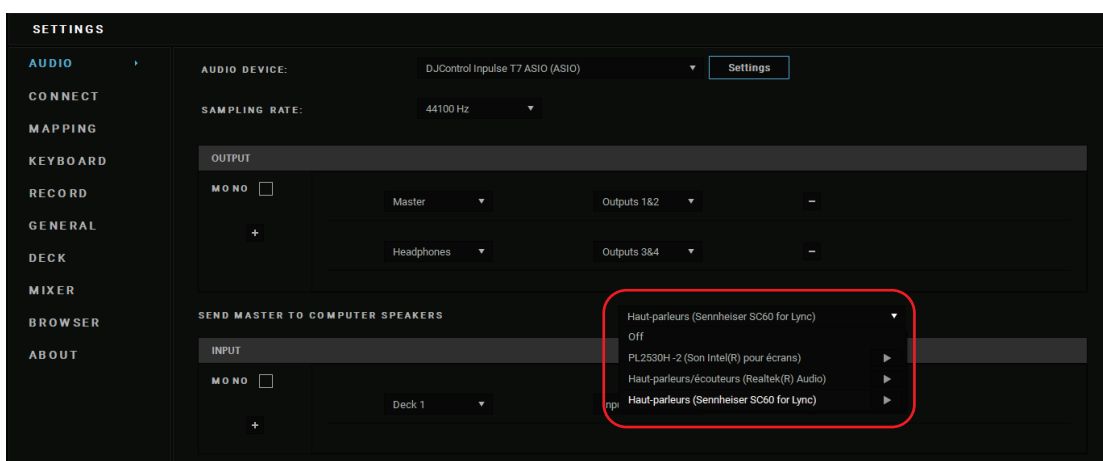 SETTINGS
AUDIO
CONNECT
MAPPING
KEYBOARD
RECORD
GENERAL
DECK
MIXER
BROWSER
ABOUT
AUDIO DEVICE: DJControl Inpulse T7 ASIO (ASIO) Settings
SAMPLING RATE: 44100 Hz
OUTPUT
MONO
+
Master Outputs 1&2 −
Headphones Outputs 3&4 −
SEND MASTER TO COMPUTER SPEAKERS Haut-parleurs (Sennheiser SC60 for Lync)
Off
PL2530H -2 (Son Intel(R) pour écrans)
Haut-parleurs/écouteurs (Realtek(R) Audio)
Haut-parleurs (Sennheiser SC60 for Lync)
INPUT
MONO
+
Deck 1